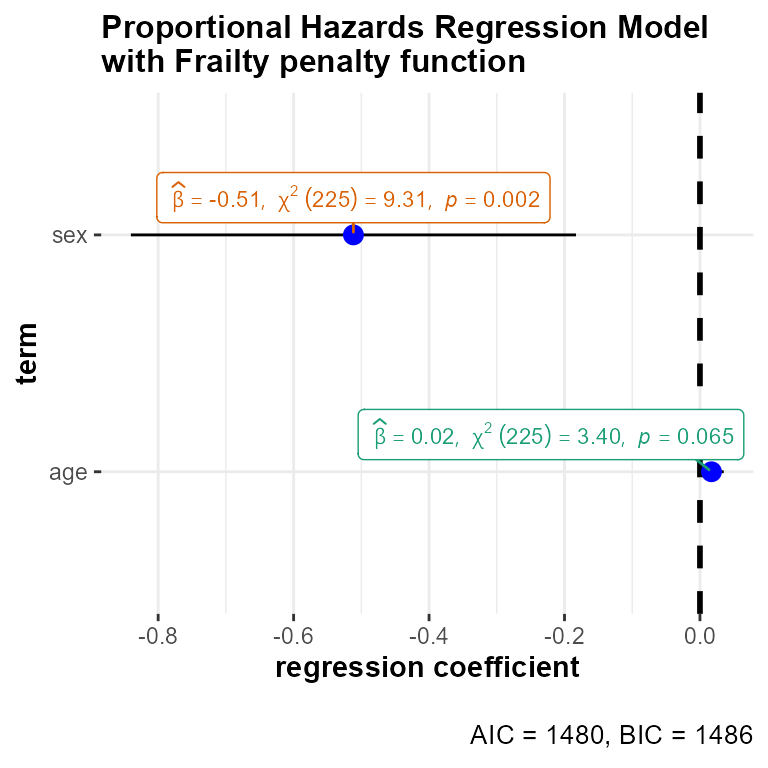 Proportional Hazards Regression Model
with Frailty penalty function
β̂ = -0.51, χ² (225) = 9.31, p = 0.002
sex
term
β̂ = 0.02, χ² (225) = 3.40, p = 0.065
age
-0.8 -0.6 -0.4 -0.2 0.0
regression coefficient
AIC = 1480, BIC = 1486